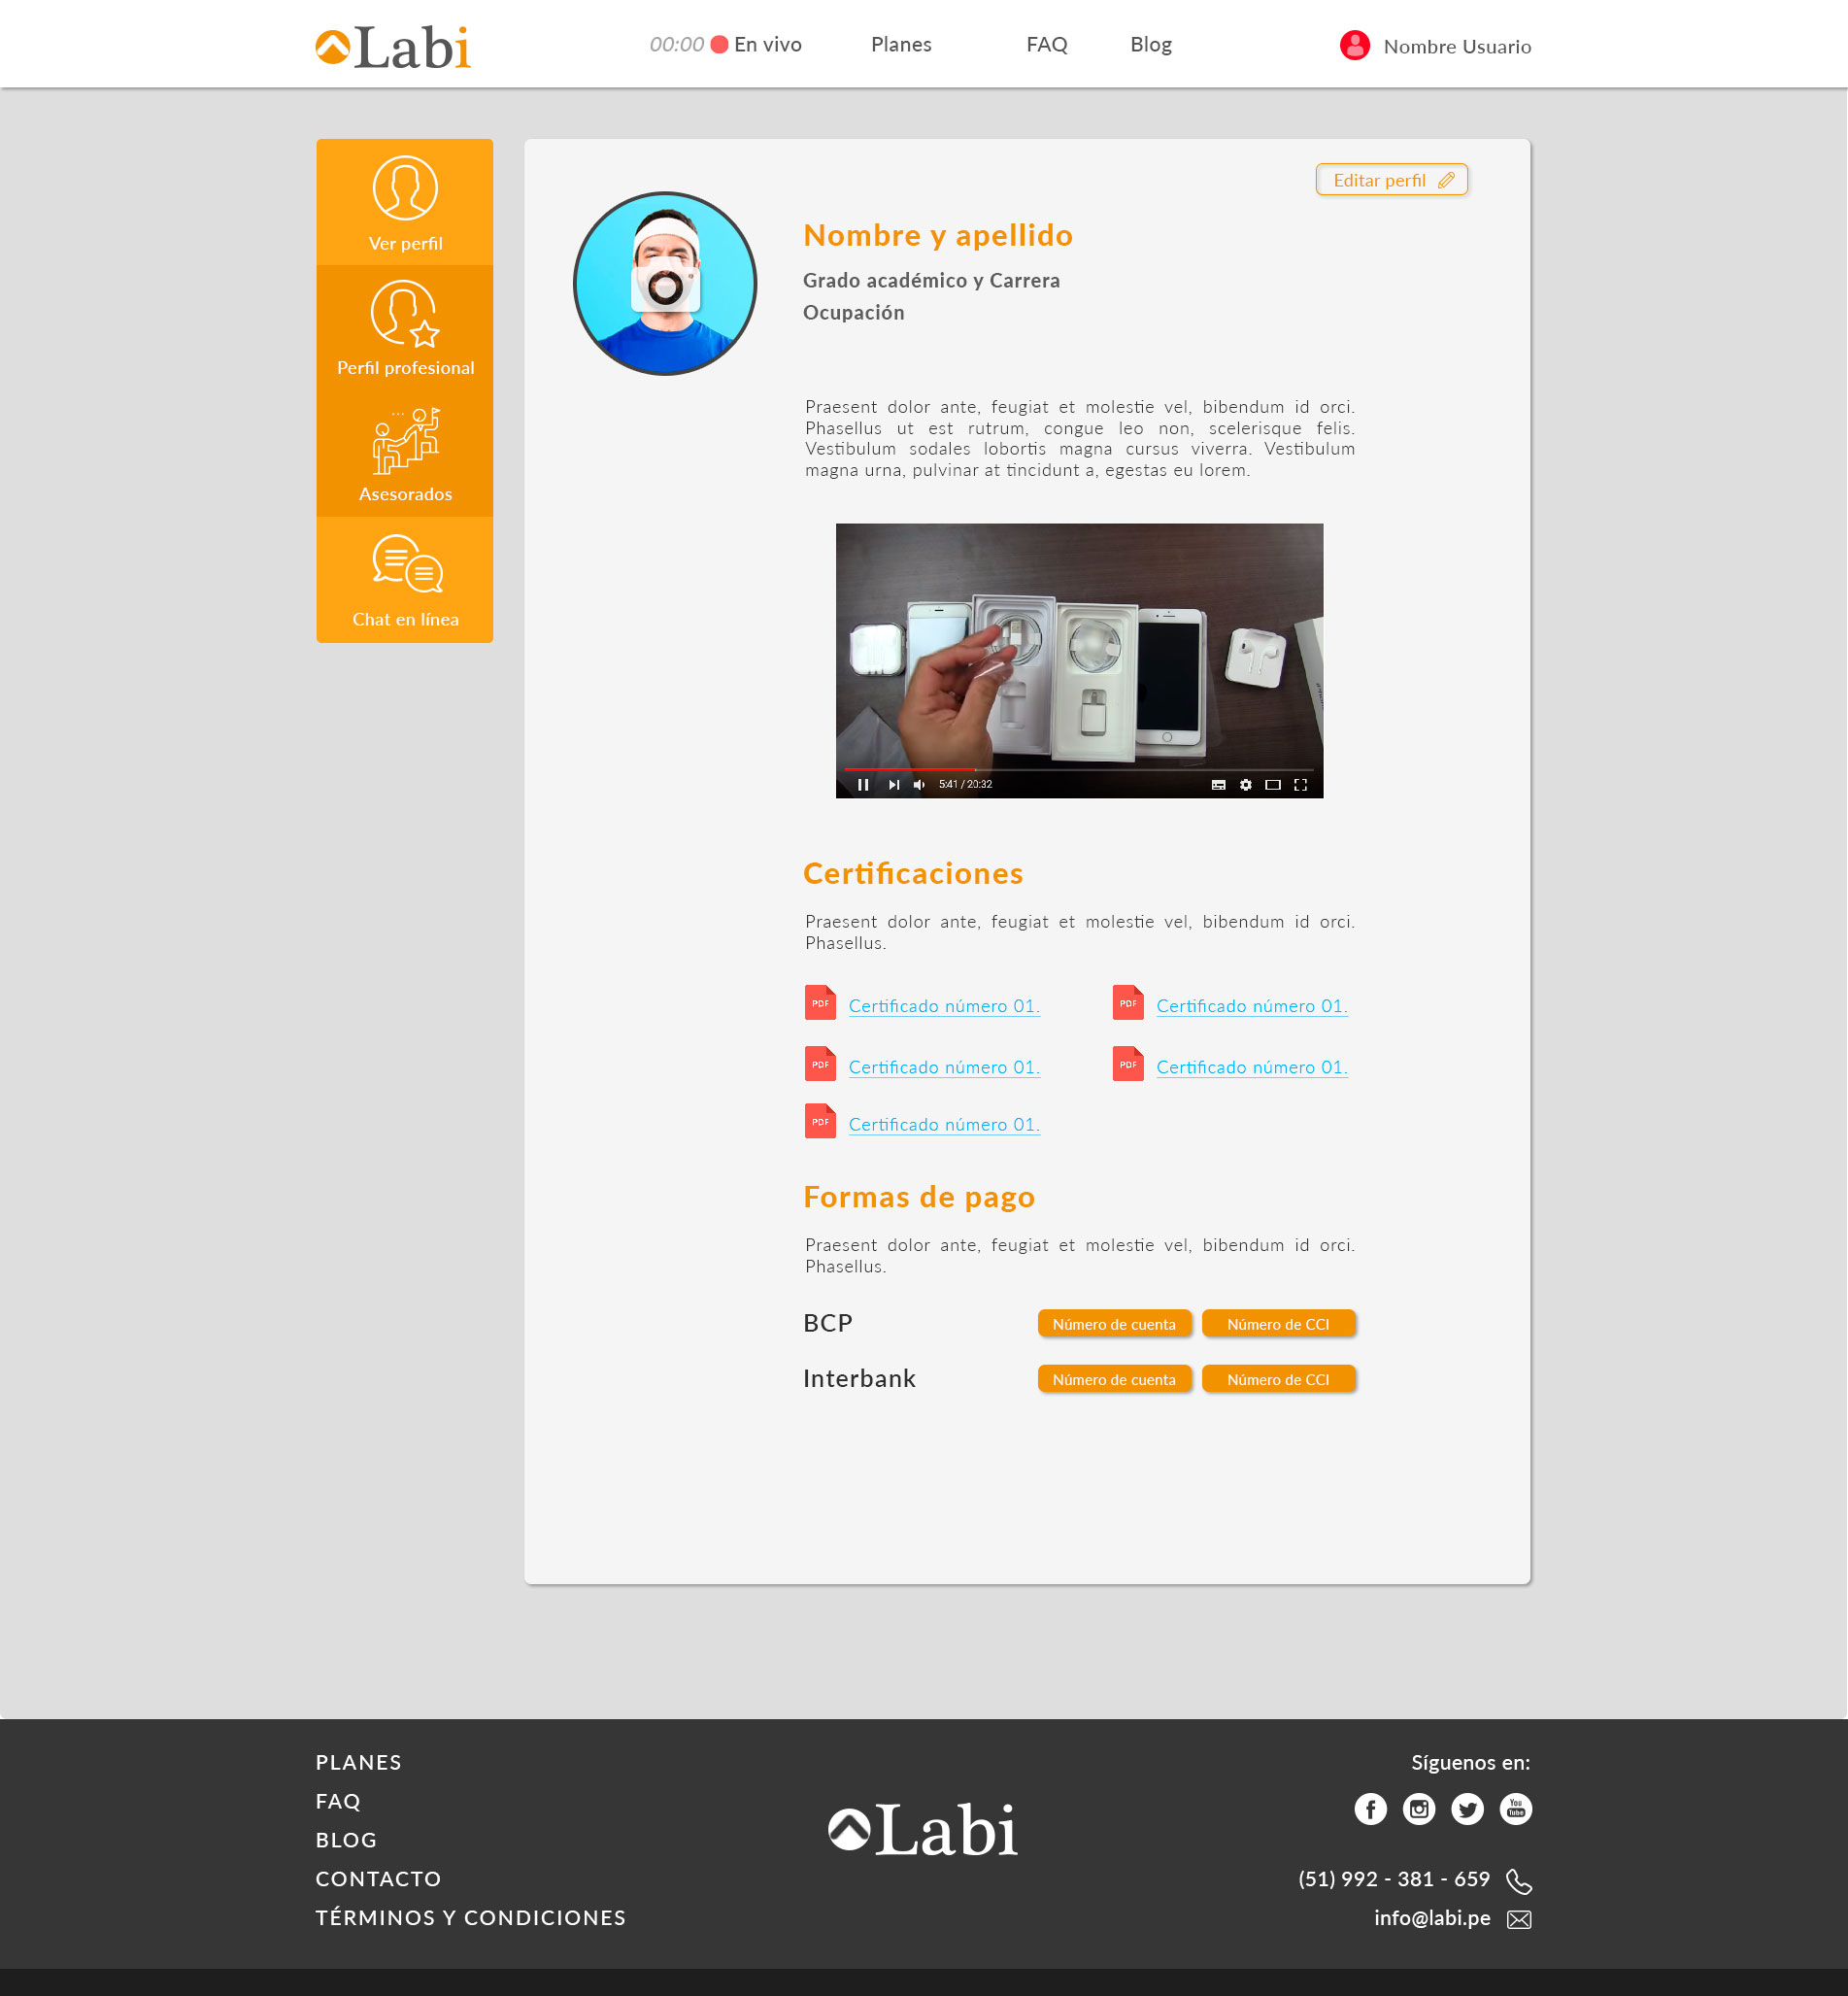 Labi
00:00 En vivo
Planes
FAQ
Blog
Nombre Usuario
Ver perfil
Perfil profesional
Asesorados
Chat en línea
Editar perfil
Nombre y apellido
Grado académico y Carrera
Ocupación
Praesent dolor ante, feugiat et molestie vel, bibendum id orci.
Phasellus ut est rutrum, congue leo non, scelerisque felis.
Vestibulum sodales lobortis magna cursus viverra. Vestibulum
magna urna, pulvinar at tincidunt a, egestas eu lorem.
5:41 / 20:32
Certificaciones
Praesent dolor ante, feugiat et molestie vel, bibendum id orci.
Phasellus.
PDF Certificado número 01.
PDF Certificado número 01.
PDF Certificado número 01.
PDF Certificado número 01.
PDF Certificado número 01.
Formas de pago
Praesent dolor ante, feugiat et molestie vel, bibendum id orci.
Phasellus.
BCP
Número de cuenta
Número de CCI
Interbank
Número de cuenta
Número de CCI
PLANES
FAQ
BLOG
CONTACTO
TÉRMINOS Y CONDICIONES
Labi
Síguenos en:
You
Tube
(51) 992 - 381 - 659
info@labi.pe